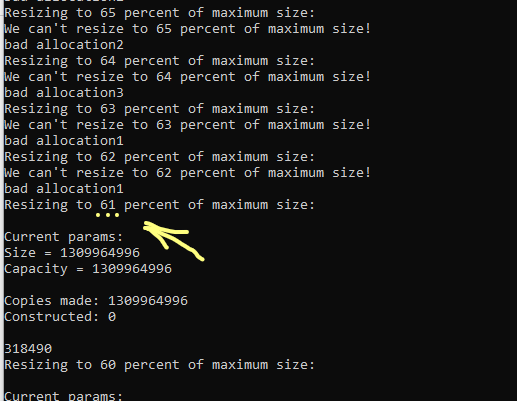 Resizing to 65 percent of maximum size:
We can't resize to 65 percent of maximum size!
bad allocation2
Resizing to 64 percent of maximum size:
We can't resize to 64 percent of maximum size!
bad allocation3
Resizing to 63 percent of maximum size:
We can't resize to 63 percent of maximum size!
bad allocation1
Resizing to 62 percent of maximum size:
We can't resize to 62 percent of maximum size!
bad allocation1
Resizing to 61 percent of maximum size:
Current params:
Size = 1309964996
Capacity = 1309964996
Copies made: 1309964996
Constructed: 0
318490
Resizing to 60 percent of maximum size:
Current params: